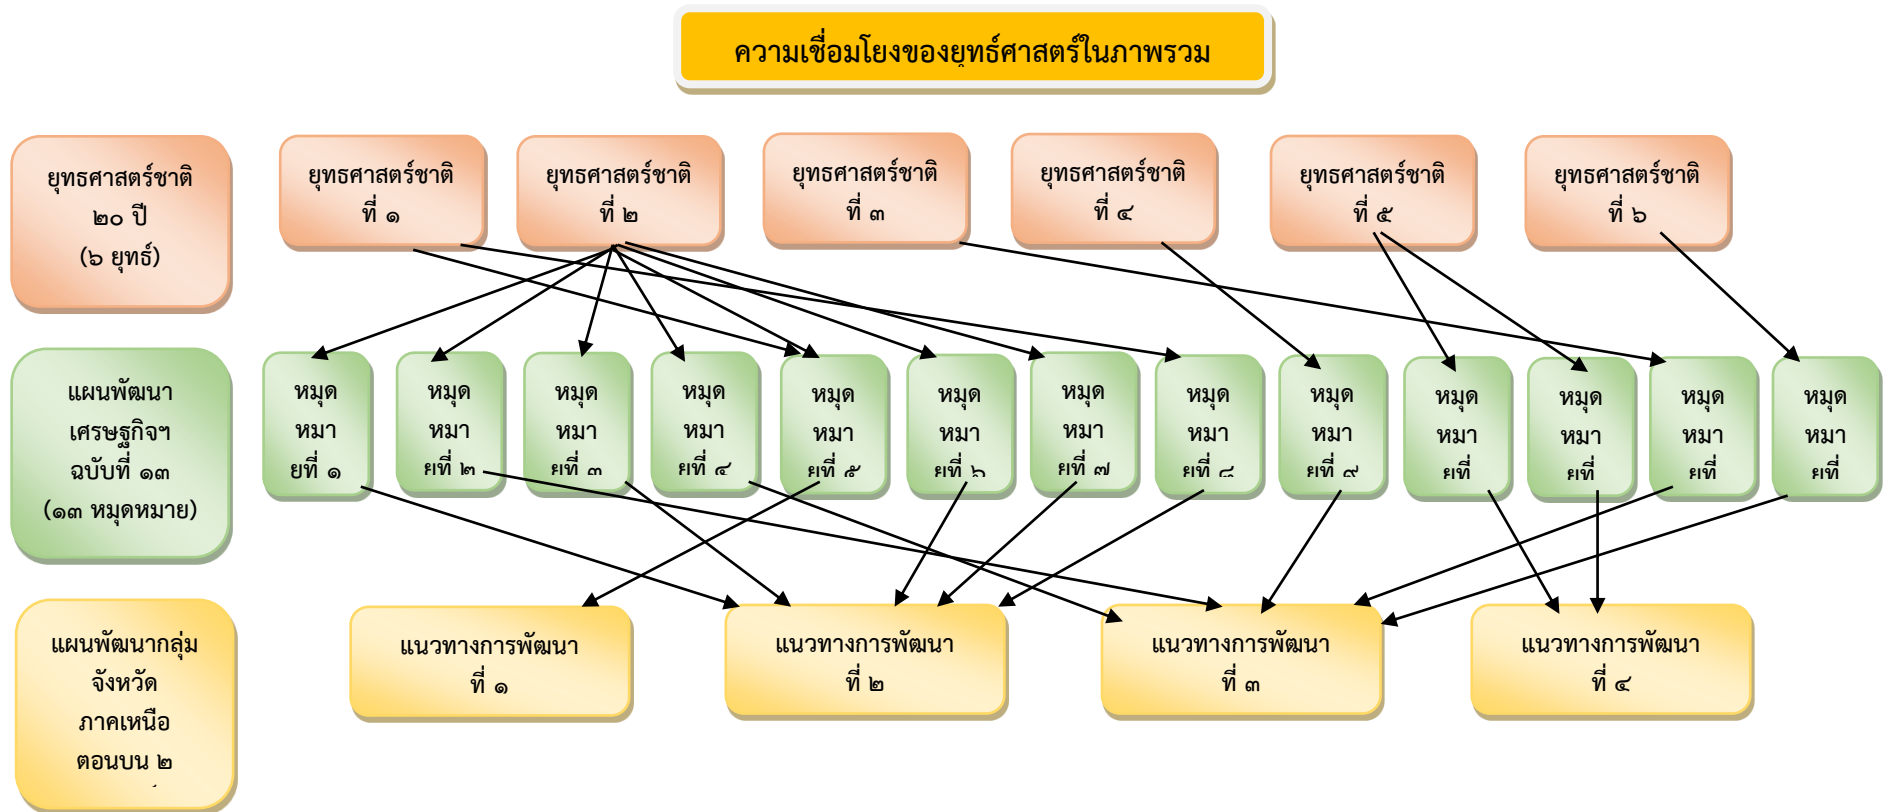 ความเชื่อมโยงของยุทธ์ศาสตร์ในภาพรวม
ยุทธศาสตร์ชาติ
๒๐ ปี
(๖ ยุทธ์)
ยุทธศาสตร์ชาติ
ที่ ๑
ยุทธศาสตร์ชาติ
ที่ ๒
ยุทธศาสตร์ชาติ
ที่ ๓
ยุทธศาสตร์ชาติ
ที่ ๔
ยุทธศาสตร์ชาติ
ที่ ๕
ยุทธศาสตร์ชาติ
ที่ ๖
แผนพัฒนา
เศรษฐกิจฯ
ฉบับที่ ๑๓
(๑๓ หมุดหมาย)
หมุด
หมา
ยที่ ๑
หมุด
หมา
ยที่ ๒
หมุด
หมา
ยที่ ๓
หมุด
หมา
ยที่ ๔
หมุด
หมา
ยที่ ๕
หมุด
หมา
ยที่ ๖
หมุด
หมา
ยที่ ๗
หมุด
หมา
ยที่ ๘
หมุด
หมา
ยที่ ๙
หมุด
หมา
ยที่
หมุด
หมา
ยที่
หมุด
หมา
ยที่
หมุด
หมา
ยที่
แผนพัฒนากลุ่ม
จังหวัด
ภาคเหนือ
ตอนบน ๒
แนวทางการพัฒนา
ที่ ๑
แนวทางการพัฒนา
ที่ ๒
แนวทางการพัฒนา
ที่ ๓
แนวทางการพัฒนา
ที่ ๔